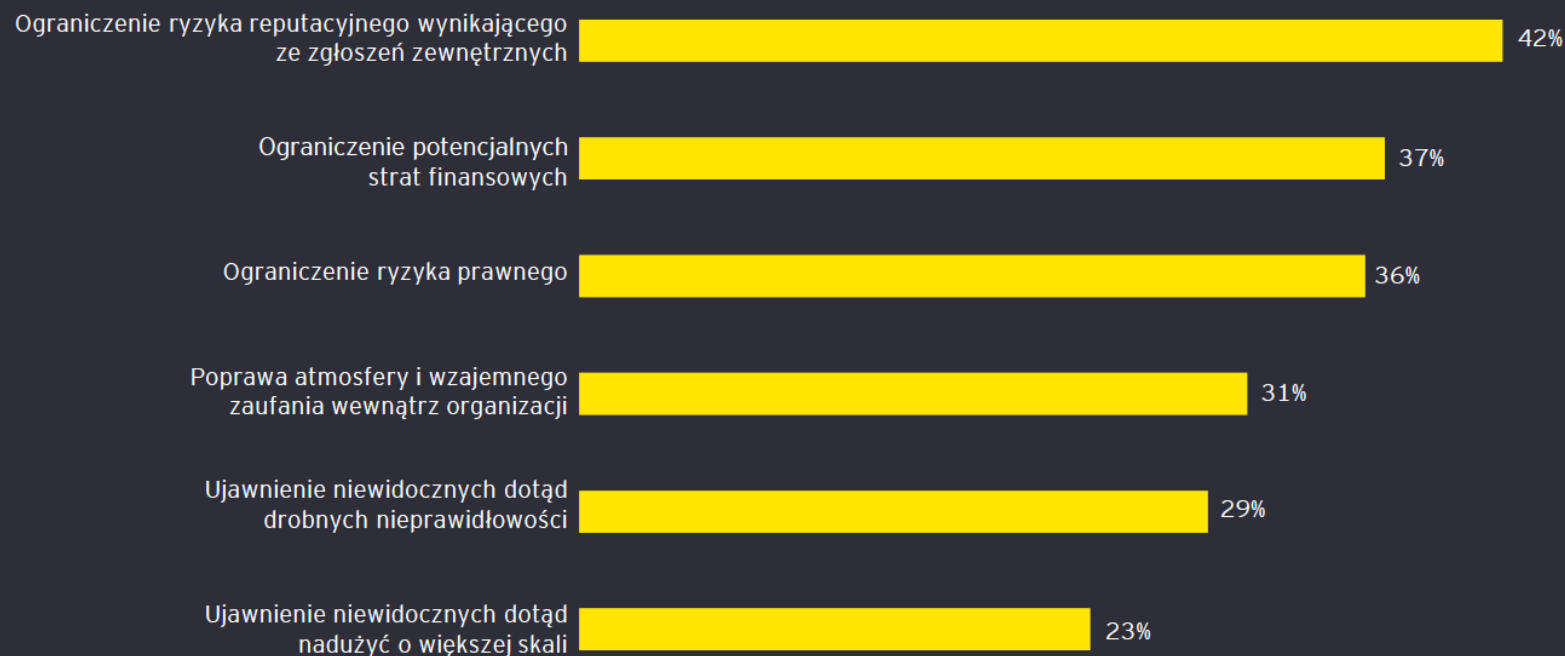 Ograniczenie ryzyka reputacyjnego wynikającego
ze zgłoszeń zewnętrznych
42%
Ograniczenie potencjalnych
strat finansowych
37%
Ograniczenie ryzyka prawnego
36%
Poprawa atmosfery i wzajemnego
zaufania wewnątrz organizacji
31%
Ujawnienie niewidocznych dotąd
drobnych nieprawidłowości
29%
Ujawnienie niewidocznych dotąd
nadużyć o większej skali
23%